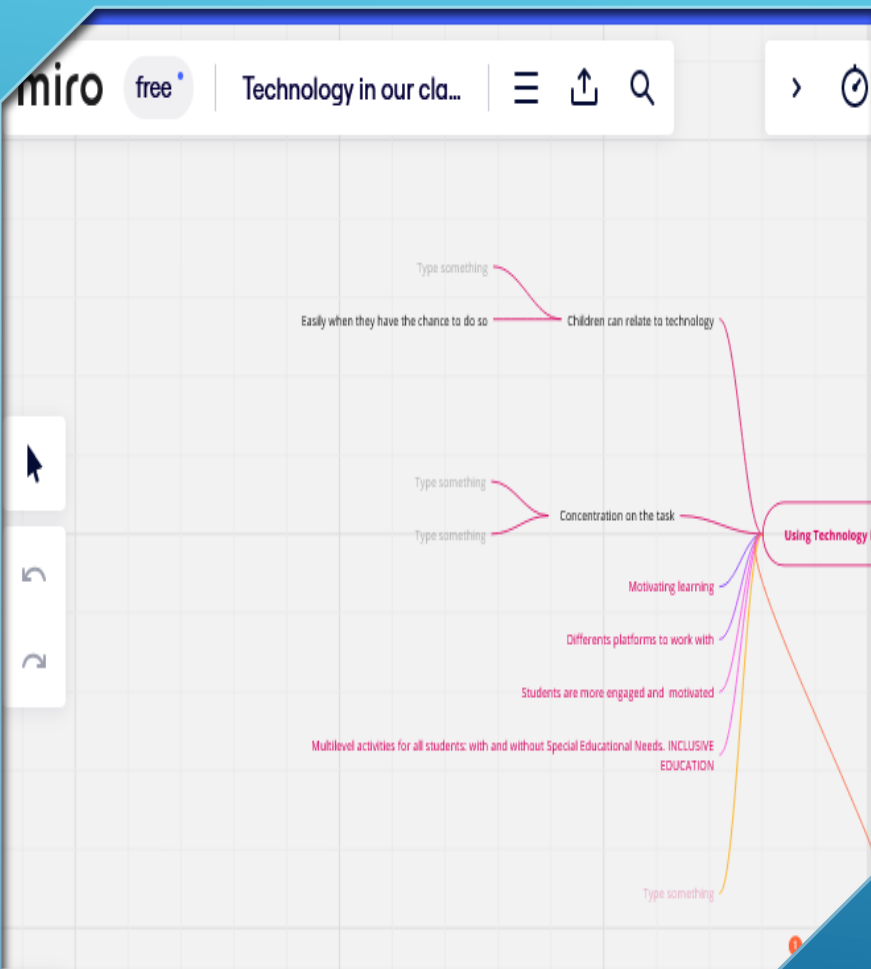 miro free Technology in our cla...
Type something
Easily when they have the chance to do so Children can relate to technology
Type something
Concentration on the task
Type something
Using Technology
Motivating learning
Differents platforms to work with
Students are more engaged and motivated
Multilevel activities for all students: with and without Special Educational Needs. INCLUSIVE
EDUCATION
Type something
1